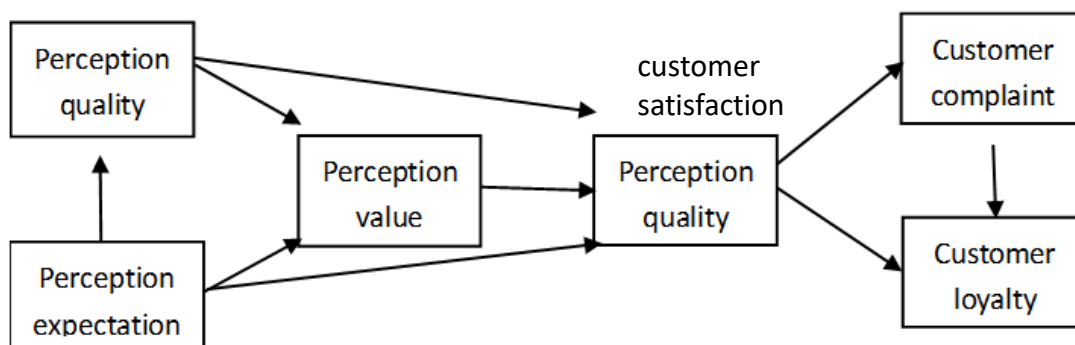 Perception
quality
Perception
expectation
Perception
value
customer
satisfaction
Perception
quality
Customer
complaint
Customer
loyalty